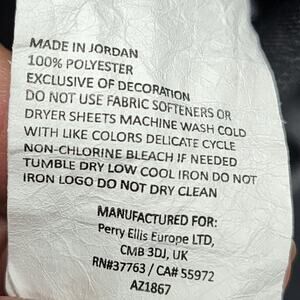 MADE IN JORDAN
100% POLYESTER
EXCLUSIVE OF DECORATION
DO NOT USE FABRIC SOFTENERS OR
DRYER SHEETS MACHINE WASH COLD
WITH LIKE COLORS DELICATE CYCLE
NON-CHLORINE BLEACH IF NEEDED
TUMBLE DRY LOW COOL IRON DO NOT
IRON LOGO DO NOT DRY CLEAN
MANUFACTURED FOR:
Perry Ellis Europe LTD,
CMB 3DJ, UK
RN#37763 / CA# 55972
AZ1867